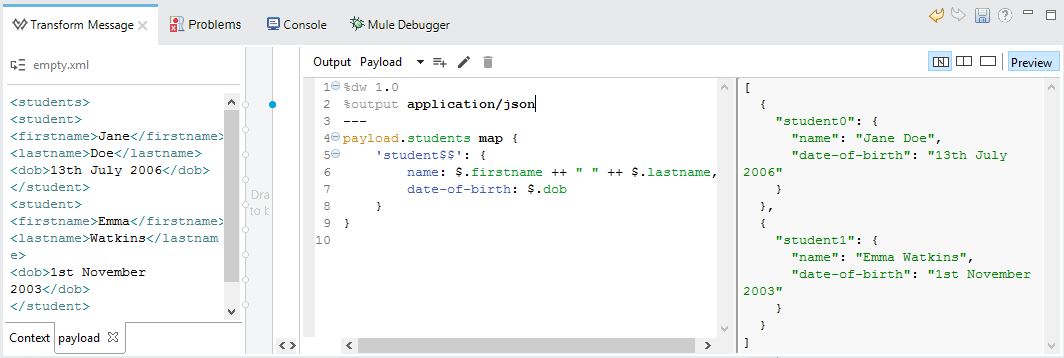 Transform Message
Problems
Console
Mule Debugger
empty.xml
<students>
<student>
<firstname>Jane</firstname>
<lastname>Doe</lastname>
<dob>13th July 2006</dob>
</student>
<student>
<firstname>Emma</firstname>
<lastname>Watkins</lastnam
e>
<dob>1st November
2003</dob>
</student>
Context
payload
Dra
to b
Output Payload
1 %dw 1.0
2 %output application/json
3 ---
4 payload.students map {
5 'student$$': {
6 name: $.firstname ++ " " ++ $.lastname,
7 date-of-birth: $.dob
8 }
9 }
10
Preview
[
{
"student0": {
"name": "Jane Doe",
"date-of-birth": "13th July
2006"
}
},
{
"student1": {
"name": "Emma Watkins",
"date-of-birth": "1st November
2003"
}
}
]